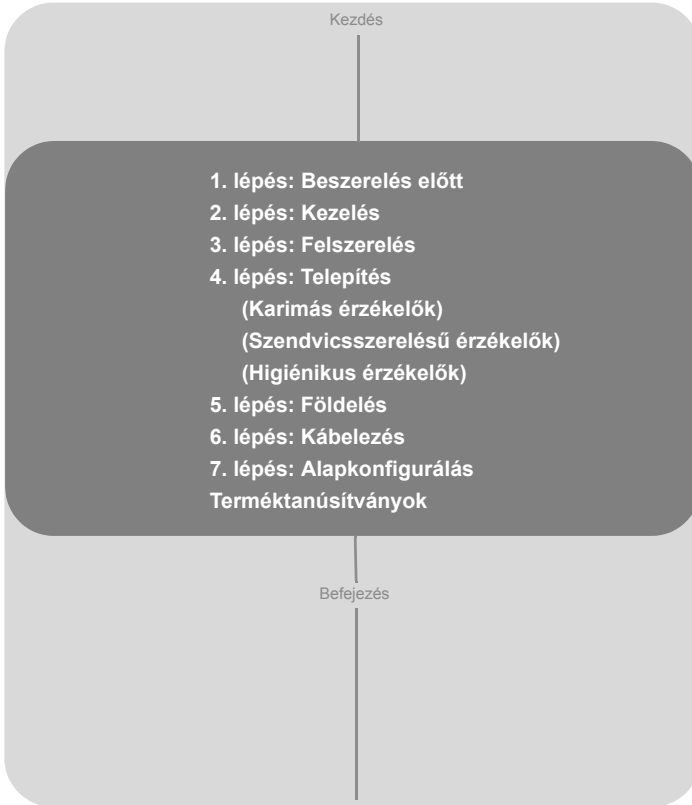 Kezdés
1. lépés: Beszerelés előtt
2. lépés: Kezelés
3. lépés: Felszerelés
4. lépés: Telepítés
(Karimás érzékelők)
(Szendvicsszerelésű érzékelők)
(Higiénikus érzékelők)
5. lépés: Földelés
6. lépés: Kábelezés
7. lépés: Alapkonfigurálás
Terméktanúsítványok
Befejezés